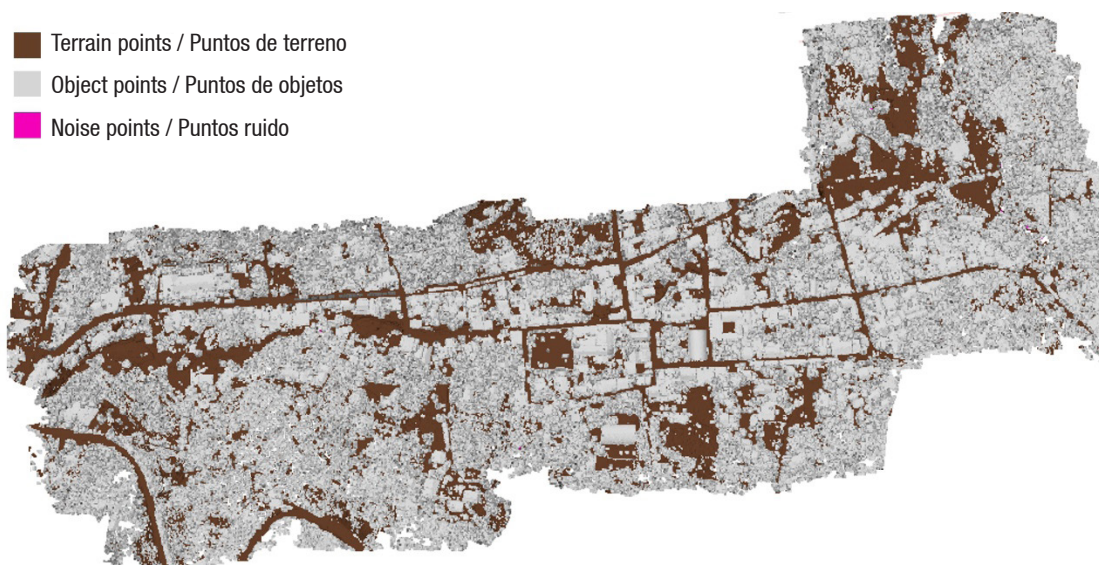 Terrain points / Puntos de terreno
Object points / Puntos de objetos
Noise points / Puntos ruido